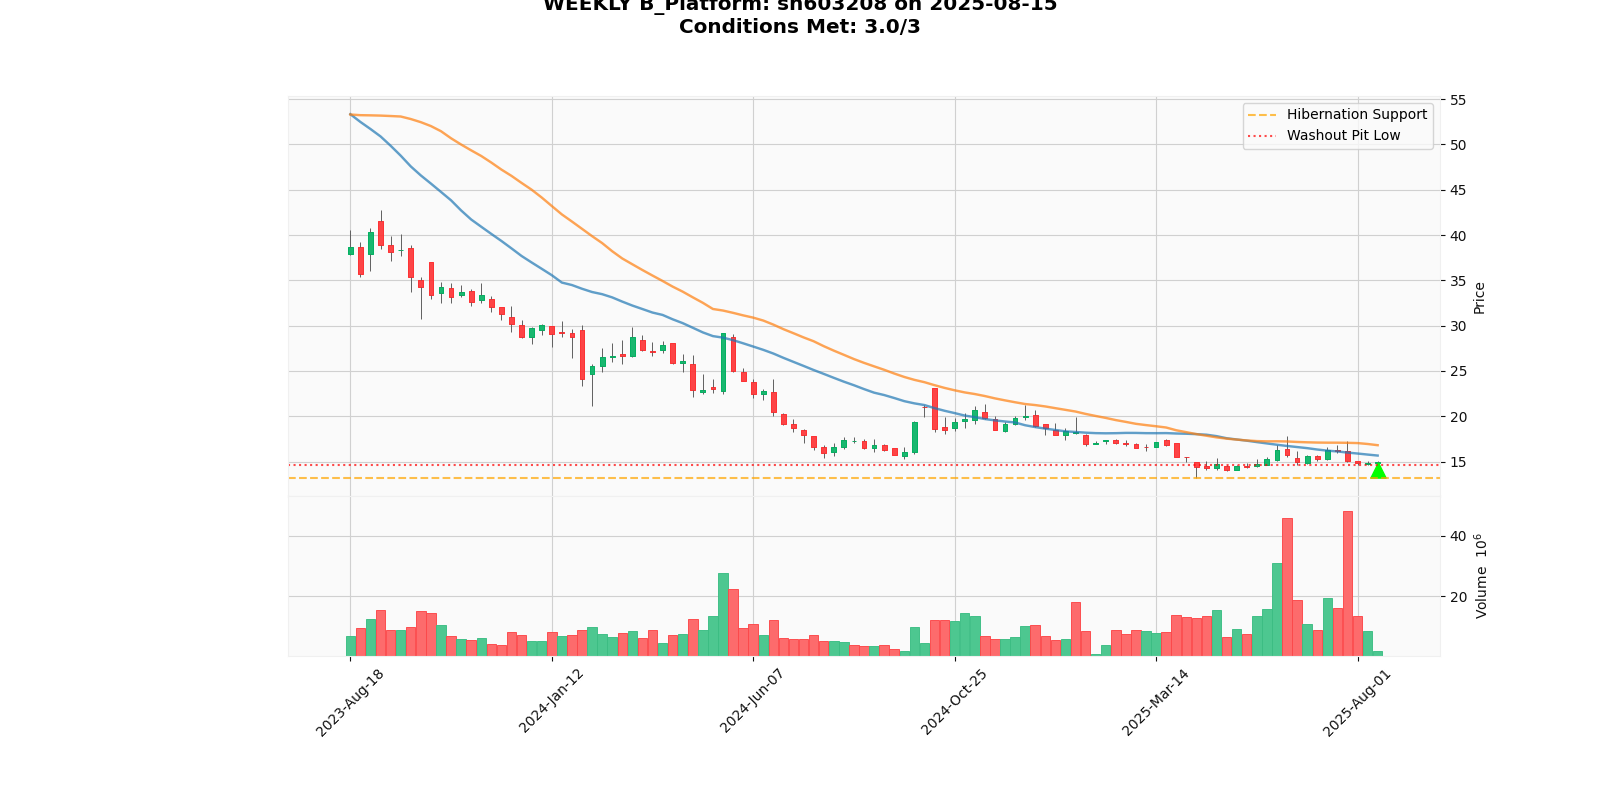 WEEKLY B_Platform: sh603208 on 2025-08-15
Conditions Met: 3.0/3
Hibernation Support
Washout Pit Low
55
50
45
40
35
30
25
20
15
Price
40
20
Volume 10⁶
2023-Aug-18
2024-Jan-12
2024-Jun-07
2024-Oct-25
2025-Mar-14
2025-Aug-01